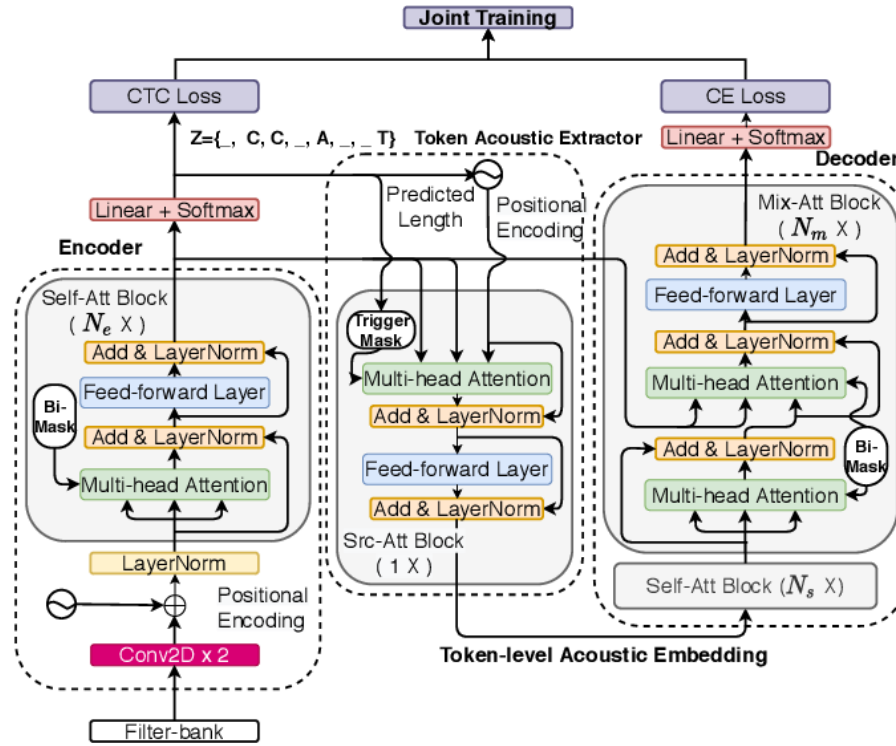 Joint Training
CTC Loss
CE Loss
Z={_, C, C, _, A, _, _ T}
Token Acoustic Extractor
Linear + Softmax
Decoder
Predicted
Length
Positional
Encoding
Mix-Att Block
( N_m X )
Linear + Softmax
Encoder
Add & LayerNorm
Self-Att Block
( N_e X )
Feed-forward Layer
Trigger
Mask
Add & LayerNorm
Add & LayerNorm
Multi-head Attention
Multi-head Attention
Feed-forward Layer
Bi-
Mask
Add & LayerNorm
Add & LayerNorm
Add & LayerNorm
Bi-
Mask
Feed-forward Layer
Multi-head Attention
Multi-head Attention
Add & LayerNorm
Src-Att Block
( 1 X )
LayerNorm
Self-Att Block (N_s X)
Positional
Encoding
Conv2D x 2
Token-level Acoustic Embedding
Filter-bank